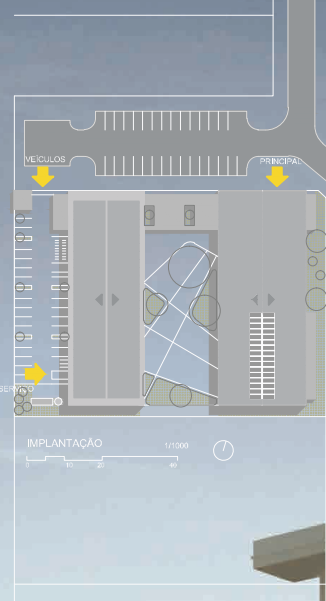 VEÍCULOS
PRINCIPAL
SERVIÇO
IMPLANTAÇÃO
1/1000
0 10 20 40